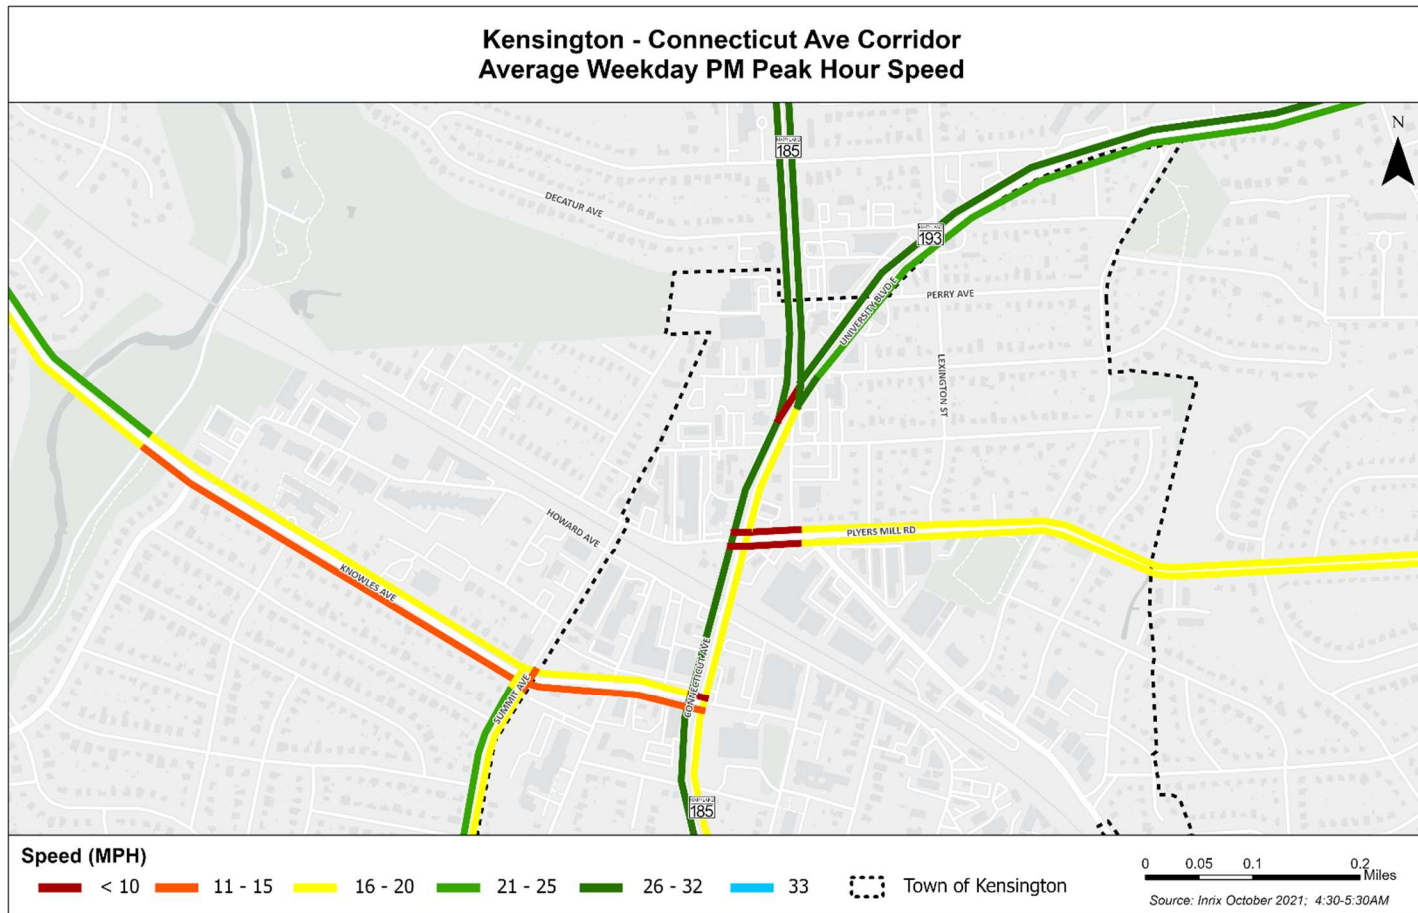 Kensington - Connecticut Ave Corridor
Average Weekday PM Peak Hour Speed
N
MARYLAND
185
DECATUR AVE
MARYLAND
193
PERRY AVE
UNIVERSITY BLVD E
LEXINGTON ST
HOWARD AVE
PLYERS MILL RD
KNOWLES AVE
CONNECTICUT AVE
SUMMIT AVE
MARYLAND
185
Speed (MPH)
< 10
11 - 15
16 - 20
21 - 25
26 - 32
33
Town of Kensington
0 0.05 0.1 0.2
Miles
Source: Inrix October 2021; 4:30-5:30AM